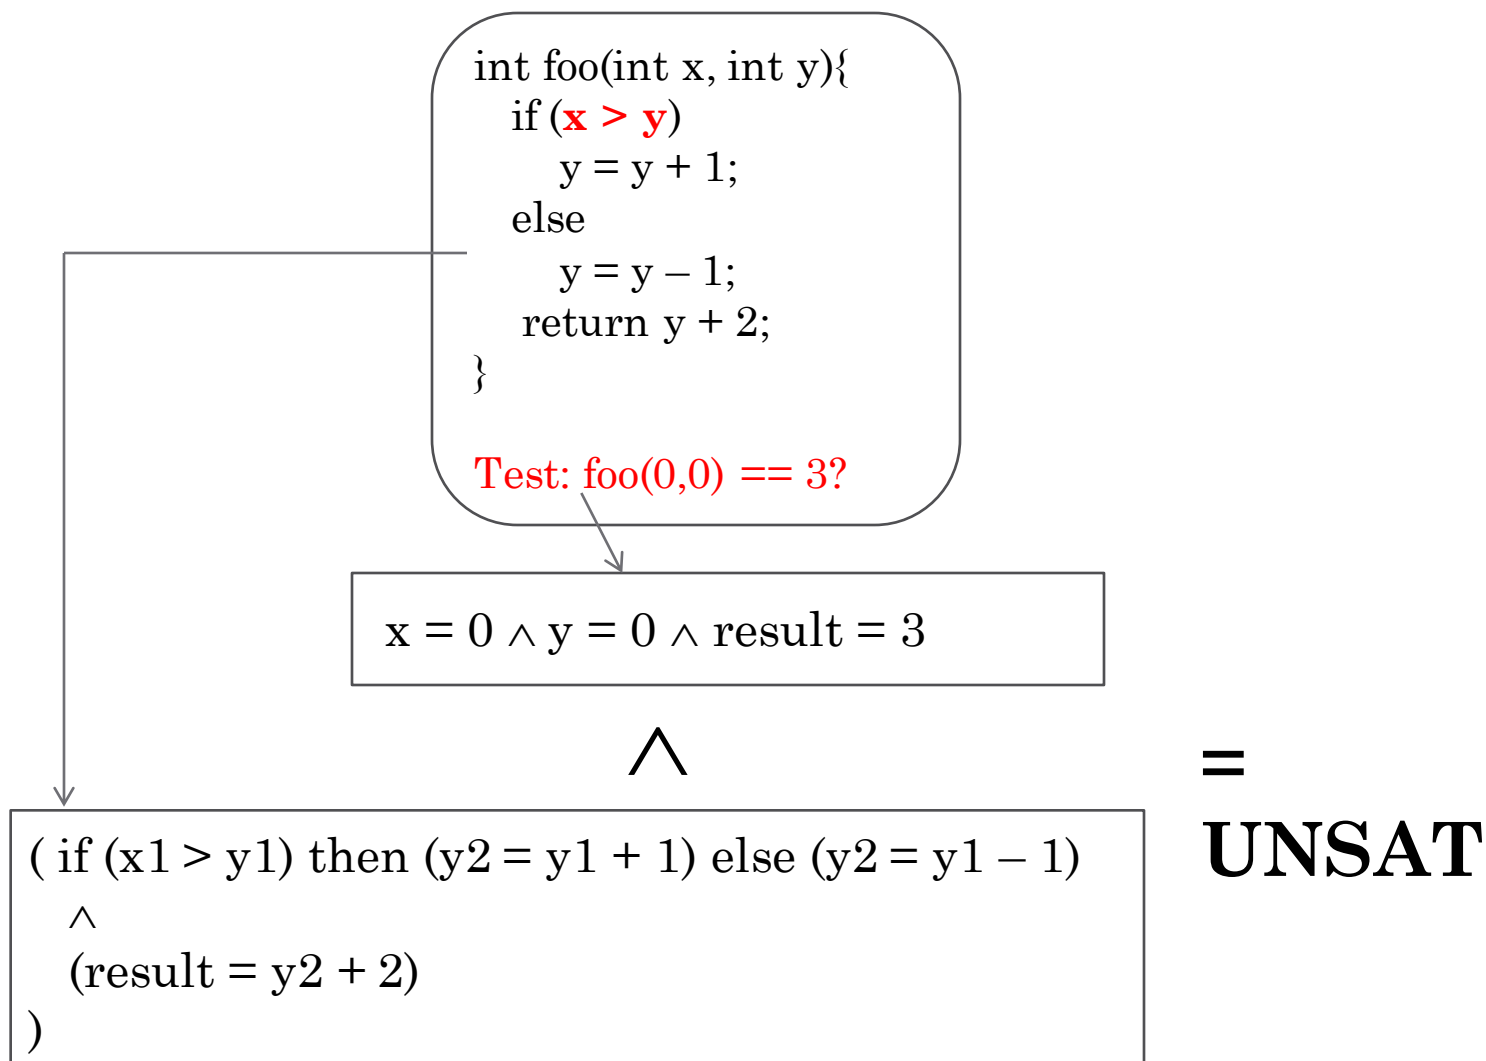 int foo(int x, int y){
if (x > y)
y = y + 1;
else
y = y – 1;
return y + 2;
}
Test: foo(0,0) == 3?
x = 0 ∧ y = 0 ∧ result = 3
∧
=
UNSAT
( if (x1 > y1) then (y2 = y1 + 1) else (y2 = y1 – 1)
∧
(result = y2 + 2)
)